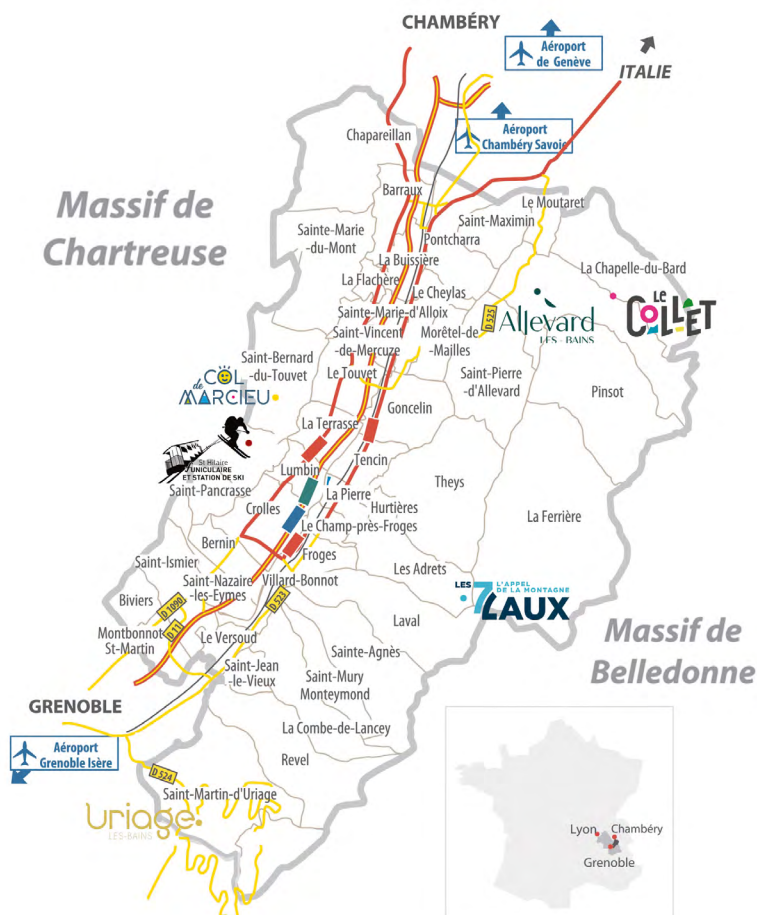 CHAMBÉRY
Aéroport
de Genève
ITALIE
Aéroport
Chambéry Savoie
Chapareillan
Massif de
Chartreuse
Barraux
Le Moutaret
Saint-Maximin
Sainte-Marie
-du-Mont
Pontcharra
La Buissière
La Chapelle-du-Bard
La Flachère
Le Cheylas
LE
COLLET
Allevard
LES - BAINS
D 525
Sainte-Marie-d'Alloix
Saint-Vincent
-de-Mercuze
Morêtel-de
-Mailles
Saint-Bernard
-du-Touvet
Le Touvet
Saint-Pierre
-d'Allevard
Pinsot
COL
de
MARCIEU
Goncelin
La Terrasse
St Hilaire
FUNICULAIRE
ET STATION DE SKI
Lumbin
Tencin
Theys
Saint-Pancrasse
La Pierre
Hurtières
Crolles
Le Champ-près-Froges
La Ferrière
Bernin
Froges
Saint-Ismier
Les Adrets
Saint-Nazaire
-les-Eymes
Villard-Bonnot
LES
7
L'APPEL
DE LA MONTAGNE
LAUX
Biviers
D 1090
D 523
D 11
Laval
Montbonnot
St-Martin
Le Versoud
Massif de
Belledonne
Sainte-Agnès
Saint-Jean
-le-Vieux
Saint-Mury
Monteymond
GRENOBLE
La Combe-de-Lancey
Aéroport
Grenoble Isère
Revel
D 524
Saint-Martin-d'Uriage
uriage
LES-BAINS
Lyon
Chambéry
Grenoble